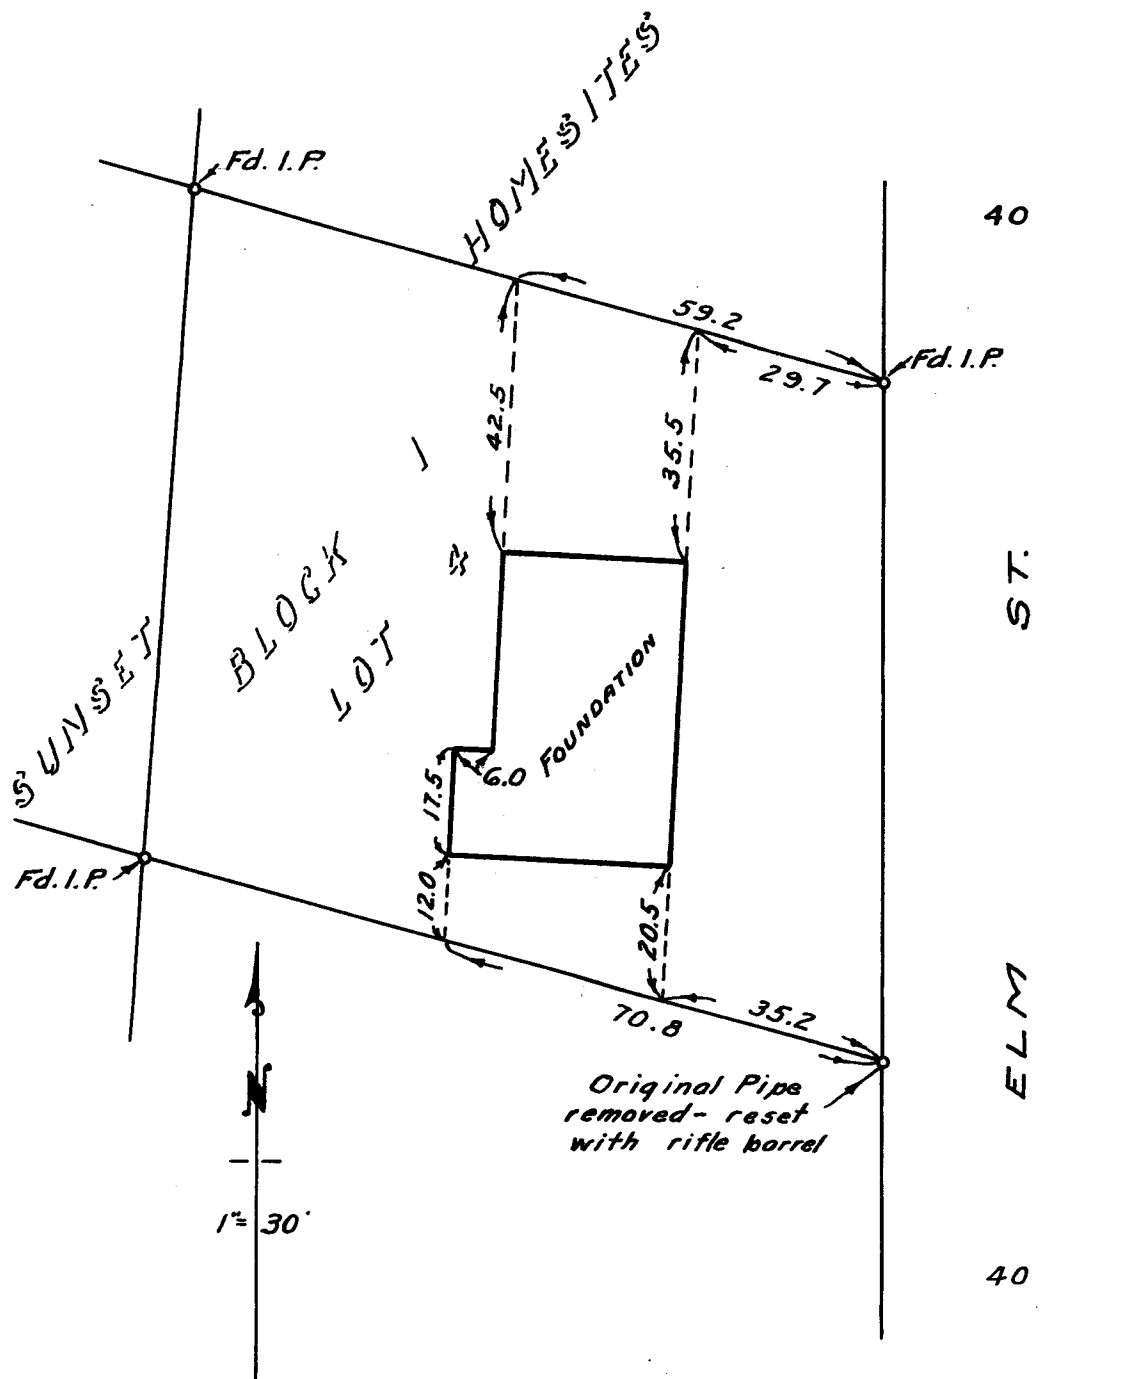 SUNSET HOMESITES
Fd. I.P.
40
59.2
29.7
Fd. I.P.
42.5
35.5
BLOCK 1
LOT
ST.
FOUNDATION
6.0
17.5
Fd. I.P.
12.0
20.5
70.8
35.2
ELM
Original Pipe
removed - reset
with rifle barrel
N
1"= 30'
40